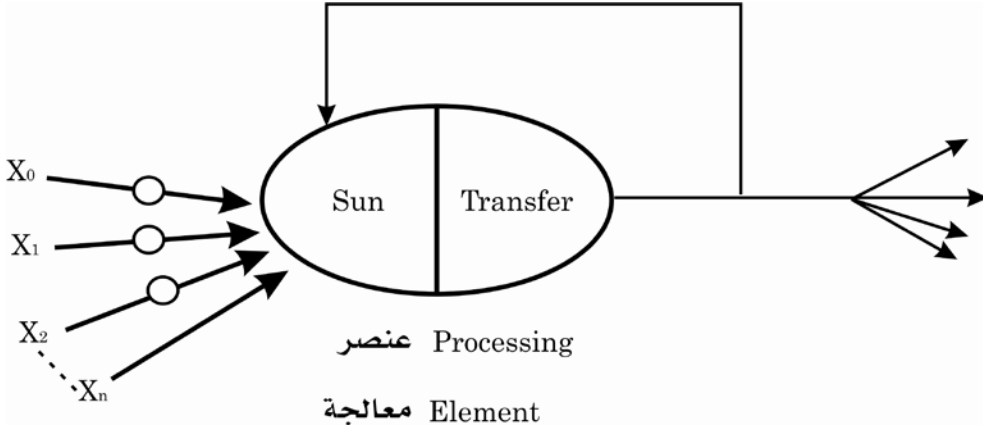 X₀
X₁
X₂
Xₙ
Sun Transfer
عنصر Processing
معالجة Element